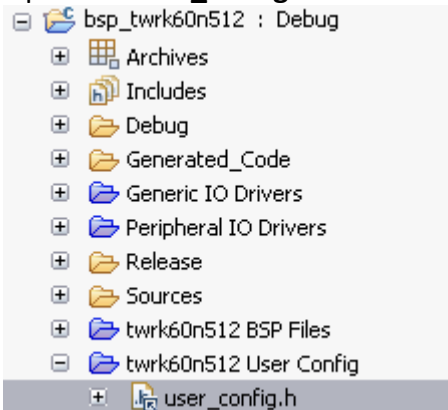 bsp_twrk60n512 : Debug
Archives
Includes
Debug
Generated_Code
Generic IO Drivers
Peripheral IO Drivers
Release
Sources
twrk60n512 BSP Files
twrk60n512 User Config
user_config.h